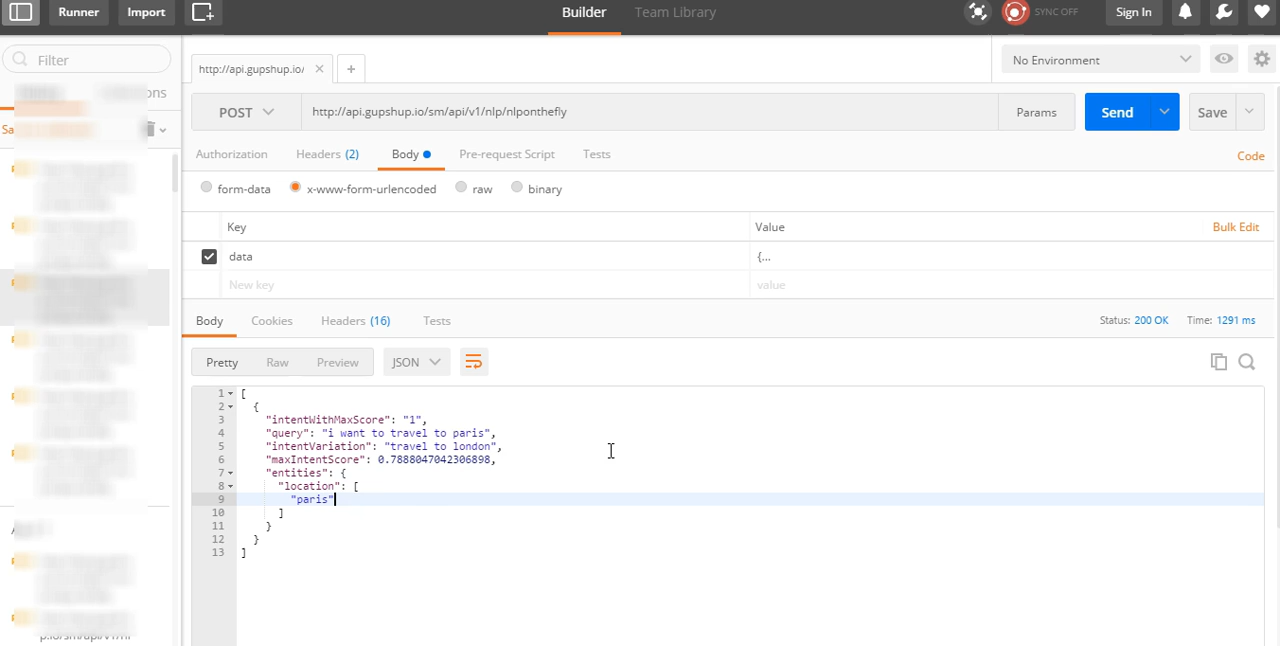 Runner Import Builder Team Library SYNC OFF Sign In
Filter
http://api.gupshup.io/ × + No Environment
POST http://api.gupshup.io/sm/api/v1/nlp/nlponthefly Params Send Save
Authorization Headers (2) Body Pre-request Script Tests Code
form-data x-www-form-urlencoded raw binary
Key Value Bulk Edit
data {...
New key value
Body Cookies Headers (16) Tests Status: 200 OK Time: 1291 ms
Pretty Raw Preview JSON
1 [
2 {
3 "intentWithMaxScore": "1",
4 "query": "i want to travel to paris",
5 "intentVariation": "travel to london",
6 "maxIntentScore": 0.7888047042306898,
7 "entities": {
8 "location": [
9 "paris"
10 ]
11 }
12 }
13 ]